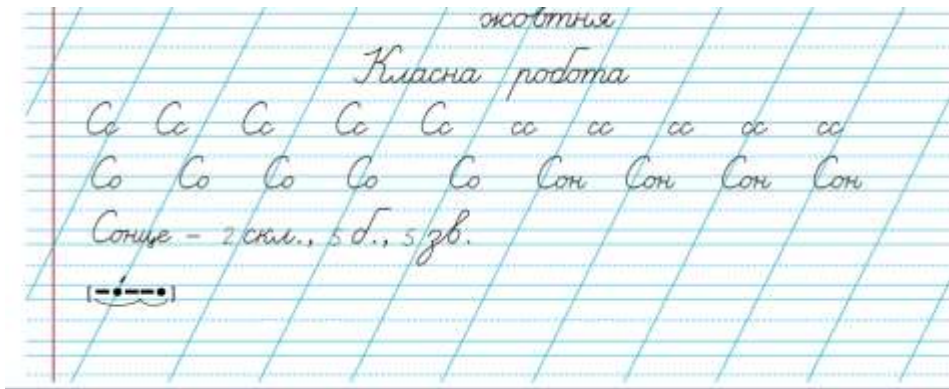 жовтня
Класна робота
Сс Сс Сс Сс Сс сс сс сс сс сс
Со Со Со Со Со Сон Сон Сон Сон
Сонце – 2 скл., 5 б., 5 зв.
[–•́––•]